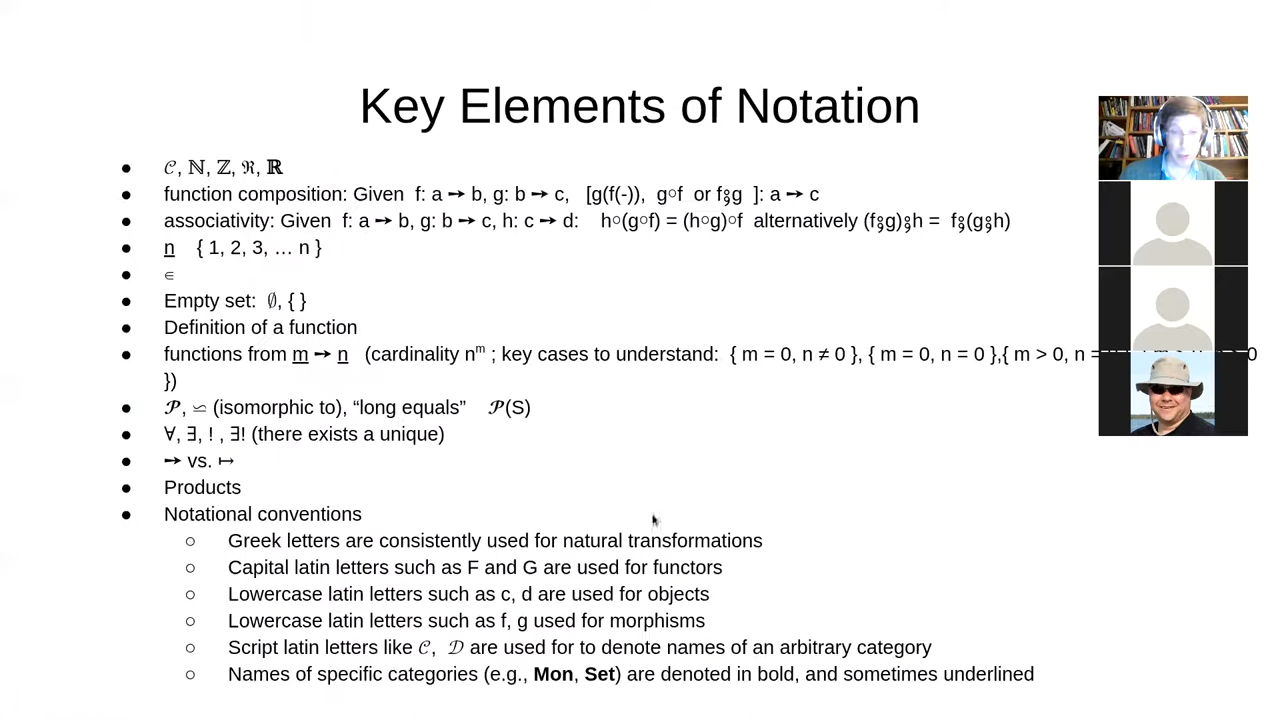 Key Elements of Notation
● 𝒞, ℕ, ℤ, ℜ, ℝ
● function composition: Given f: a ➙ b, g: b ➙ c, [g(f(-)), g○f or f⨟g ]: a ➙ c
● associativity: Given f: a ➙ b, g: b ➙ c, h: c ➙ d: h○(g○f) = (h○g)○f alternatively (f⨟g)⨟h = f⨟(g⨟h)
● n { 1, 2, 3, … n }
● ∈
● Empty set: ∅, { }
● Definition of a function
● functions from m ➙ n (cardinality nᵐ ; key cases to understand: { m = 0, n ≠ 0 }, { m = 0, n = 0 },{ m > 0, n = 0
})
● 𝓟, ⋍ (isomorphic to), “long equals” 𝓟(S)
● ∀, ∃, ! , ∃! (there exists a unique)
● ➙ vs. ↦
● Products
● Notational conventions
○ Greek letters are consistently used for natural transformations
○ Capital latin letters such as F and G are used for functors
○ Lowercase latin letters such as c, d are used for objects
○ Lowercase latin letters such as f, g used for morphisms
○ Script latin letters like 𝒞, 𝒟 are used for to denote names of an arbitrary category
○ Names of specific categories (e.g., Mon, Set) are denoted in bold, and sometimes underlined